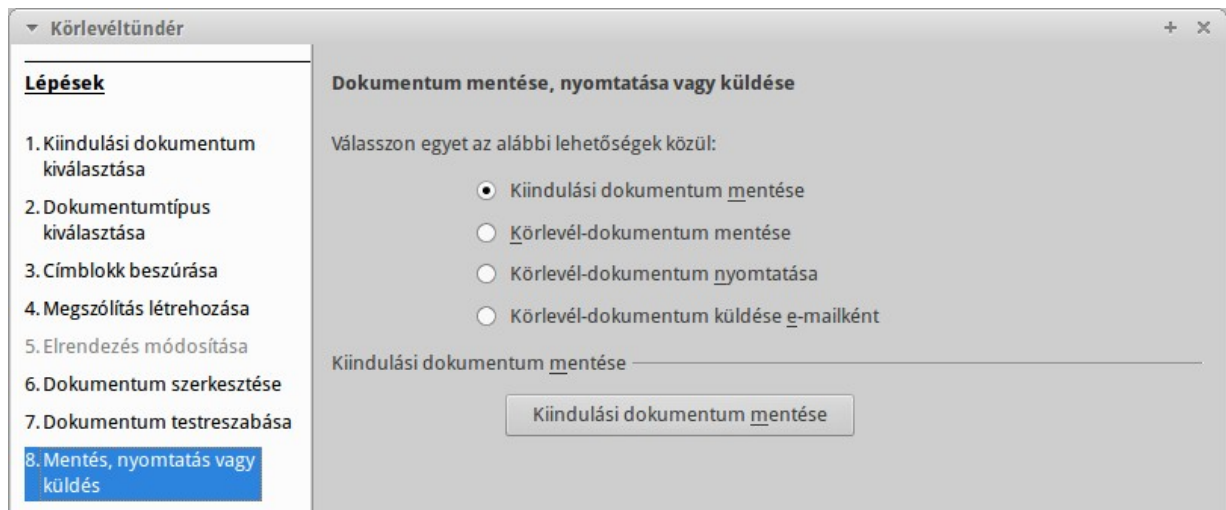 Körlevéltündér
Lépések
1. Kiindulási dokumentum
kiválasztása
2. Dokumentumtípus
kiválasztása
3. Címblokk beszúrása
4. Megszólítás létrehozása
5. Elrendezés módosítása
6. Dokumentum szerkesztése
7. Dokumentum testreszabása
8. Mentés, nyomtatás vagy
küldés
Dokumentum mentése, nyomtatása vagy küldése
Válasszon egyet az alábbi lehetőségek közül:
Kiindulási dokumentum mentése
Körlevél-dokumentum mentése
Körlevél-dokumentum nyomtatása
Körlevél-dokumentum küldése e-mailként
Kiindulási dokumentum mentése
Kiindulási dokumentum mentése